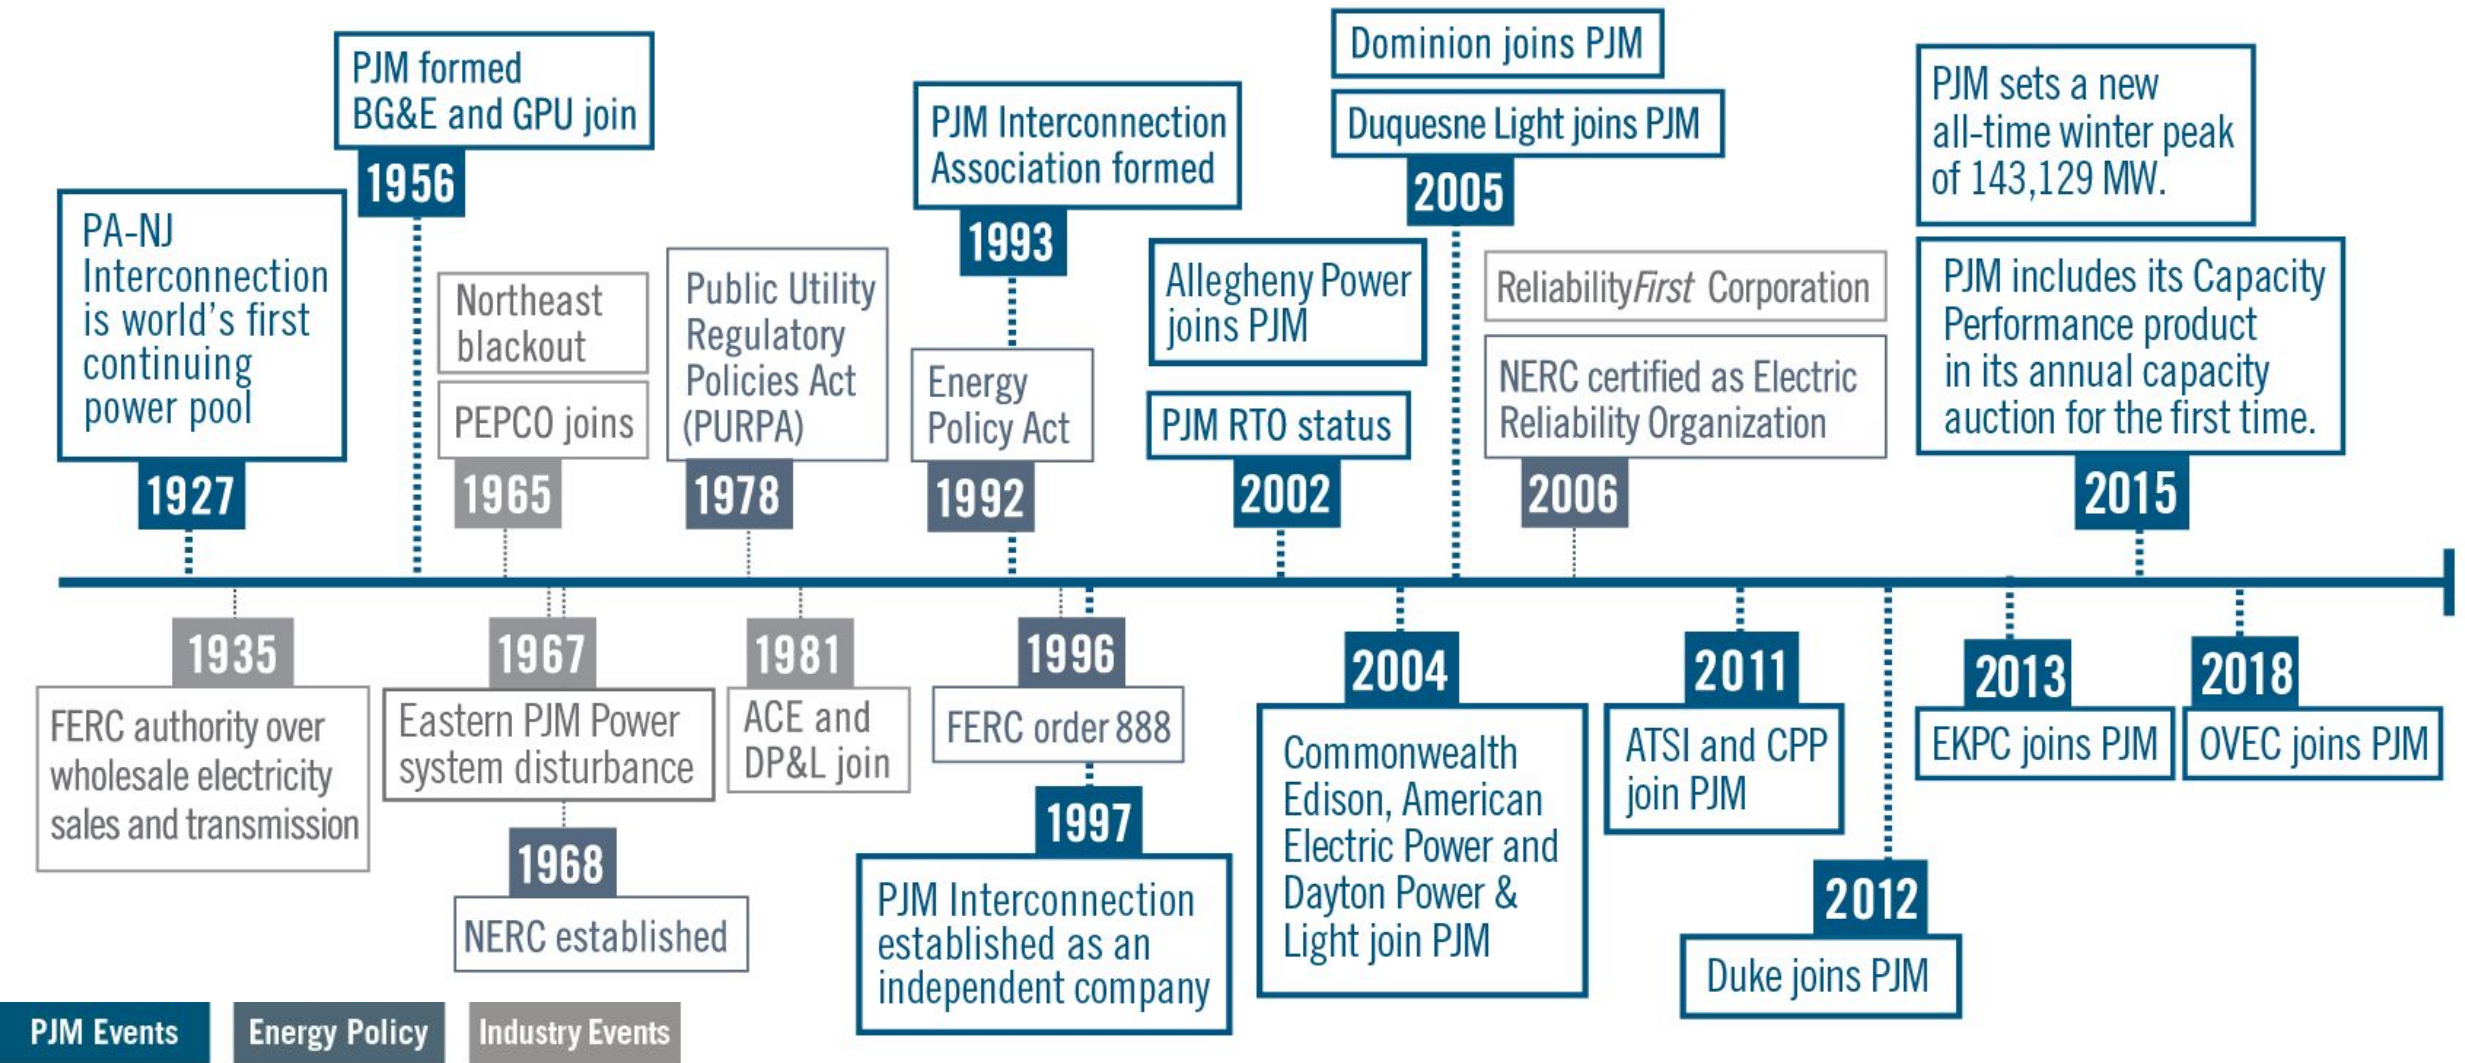 PJM formed
BG&E and GPU join
1956
PA-NJ
Interconnection
is world's first
continuing
power pool
1927
Northeast
blackout
PEPCO joins
1965
Public Utility
Regulatory
Policies Act
(PURPA)
1978
PJM Interconnection
Association formed
1993
Energy
Policy Act
1992
Allegheny Power
joins PJM
PJM RTO status
2002
Dominion joins PJM
Duquesne Light joins PJM
2005
ReliabilityFirst Corporation
NERC certified as Electric
Reliability Organization
2006
PJM sets a new
all-time winter peak
of 143,129 MW.
PJM includes its Capacity
Performance product
in its annual capacity
auction for the first time.
2015
1935
FERC authority over
wholesale electricity
sales and transmission
1967
Eastern PJM Power
system disturbance
1968
NERC established
1981
ACE and
DP&L join
1996
FERC order 888
1997
PJM Interconnection
established as an
independent company
2004
Commonwealth
Edison, American
Electric Power and
Dayton Power &
Light join PJM
2011
ATSI and CPP
join PJM
2012
Duke joins PJM
2013
EKPC joins PJM
2018
OVEC joins PJM
PJM Events
Energy Policy
Industry Events